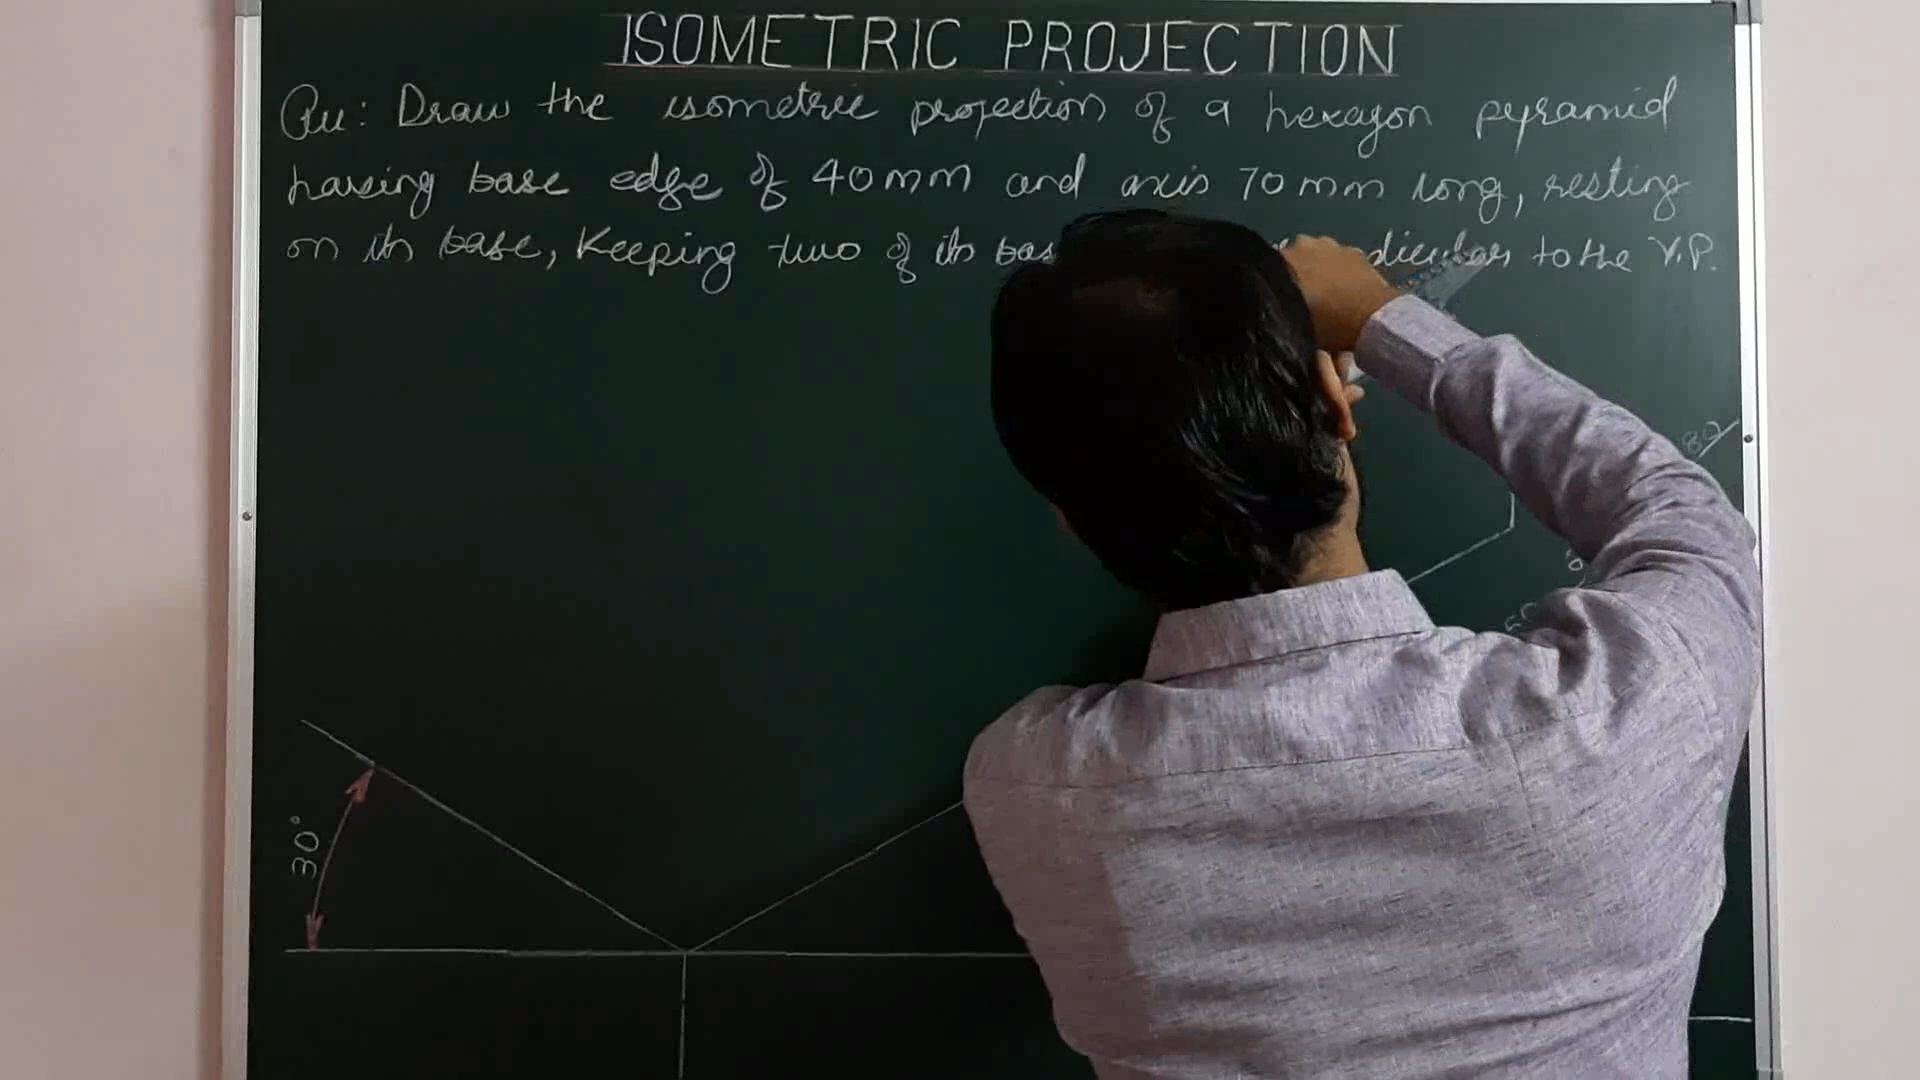 ISOMETRIC PROJECTION
Qu: Draw the isometric projection of a hexagon pyramid
having base edge of 40mm and axis 70mm long, resting
on its base, Keeping two of its to the V.P.
80
30°